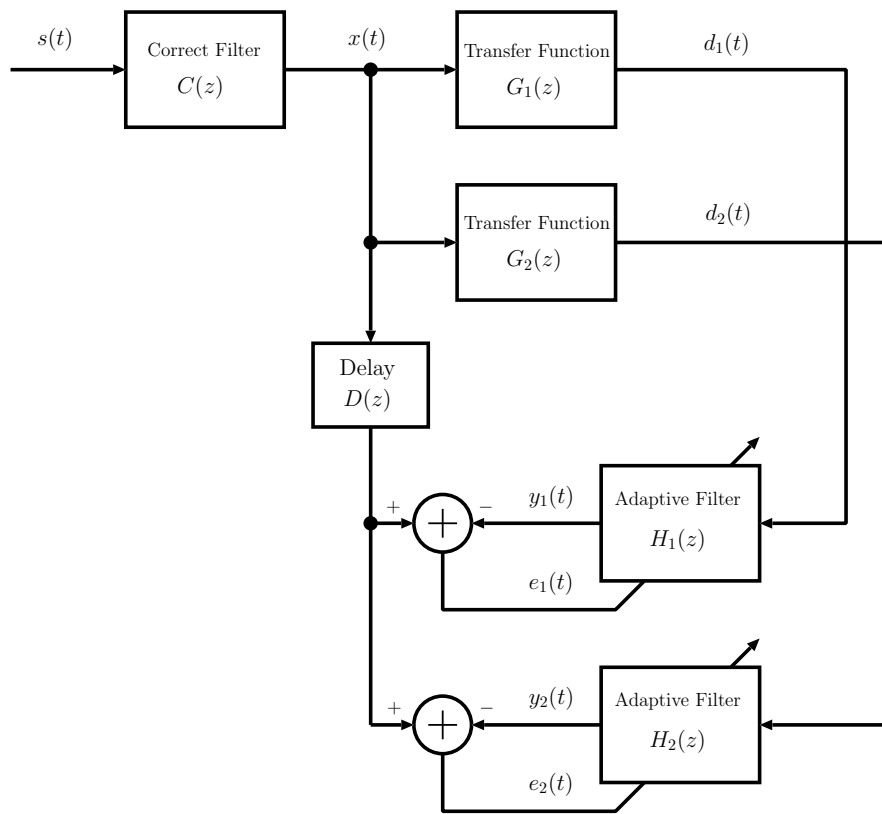 s(t)
Correct Filter
C(z)
x(t)
Transfer Function
G₁(z)
d₁(t)
Transfer Function
G₂(z)
d₂(t)
Delay
D(z)
+
−
y₁(t)
Adaptive Filter
H₁(z)
e₁(t)
+
−
y₂(t)
Adaptive Filter
H₂(z)
e₂(t)